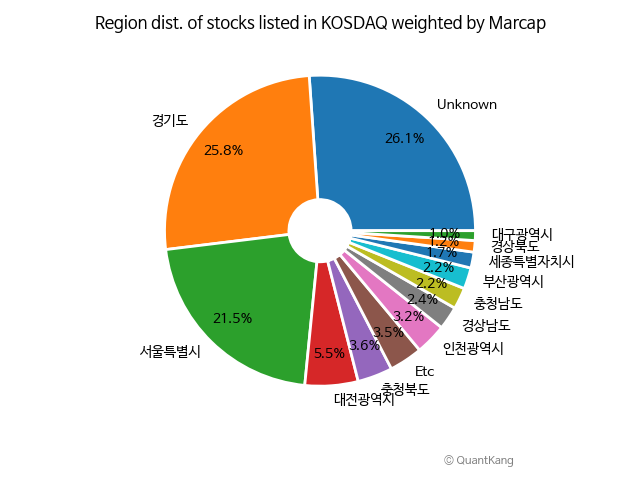 Region dist. of stocks listed in KOSDAQ weighted by Marcap
Unknown
26.1%
경기도
25.8%
서울특별시
21.5%
대전광역시
5.5%
충청북도
3.6%
Etc
3.5%
인천광역시
3.2%
경상남도
2.4%
충청남도
2.2%
부산광역시
2.2%
세종특별자치시
1.7%
경상북도
1.2%
대구광역시
1.0%
© QuantKang